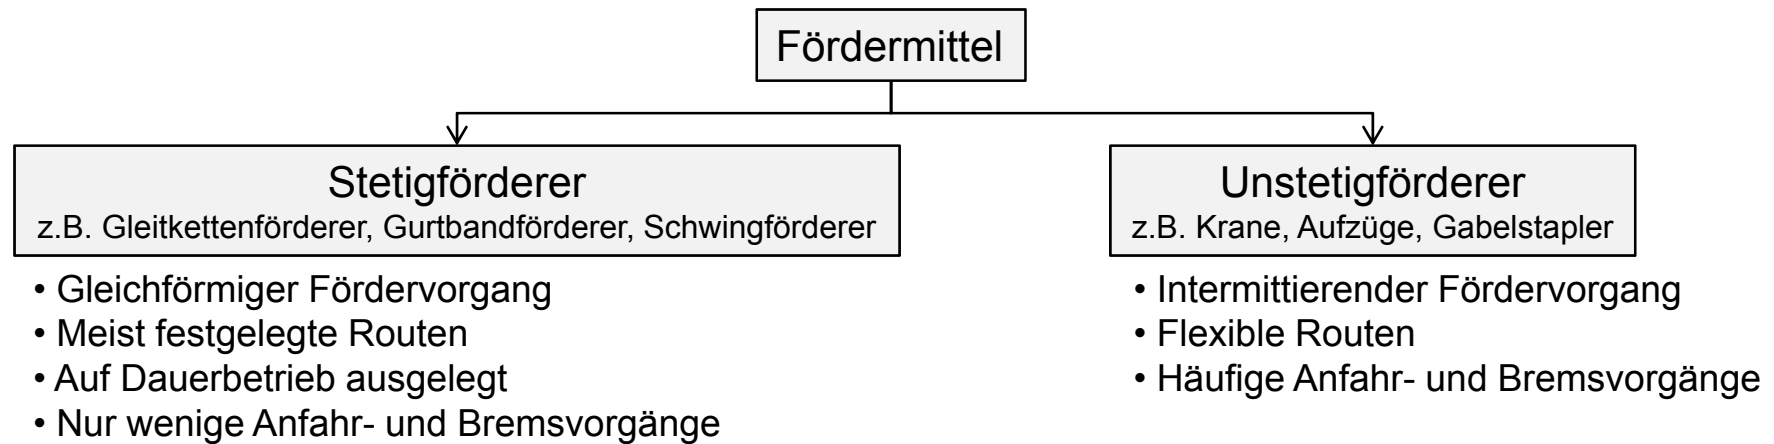 Fördermittel
Stetigförderer
z.B. Gleitkettenförderer, Gurtbandförderer, Schwingförderer
• Gleichförmiger Fördervorgang
• Meist festgelegte Routen
• Auf Dauerbetrieb ausgelegt
• Nur wenige Anfahr- und Bremsvorgänge
Unstetigförderer
z.B. Krane, Aufzüge, Gabelstapler
• Intermittierender Fördervorgang
• Flexible Routen
• Häufige Anfahr- und Bremsvorgänge